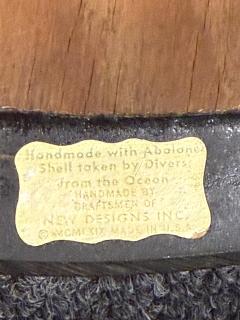 Handmade with Abalone
Shell taken by Divers
from the Ocean
HANDMADE BY
CRAFTSMEN OF
NEW DESIGNS INC.
© MCMLXIX MADE IN U.S.A.